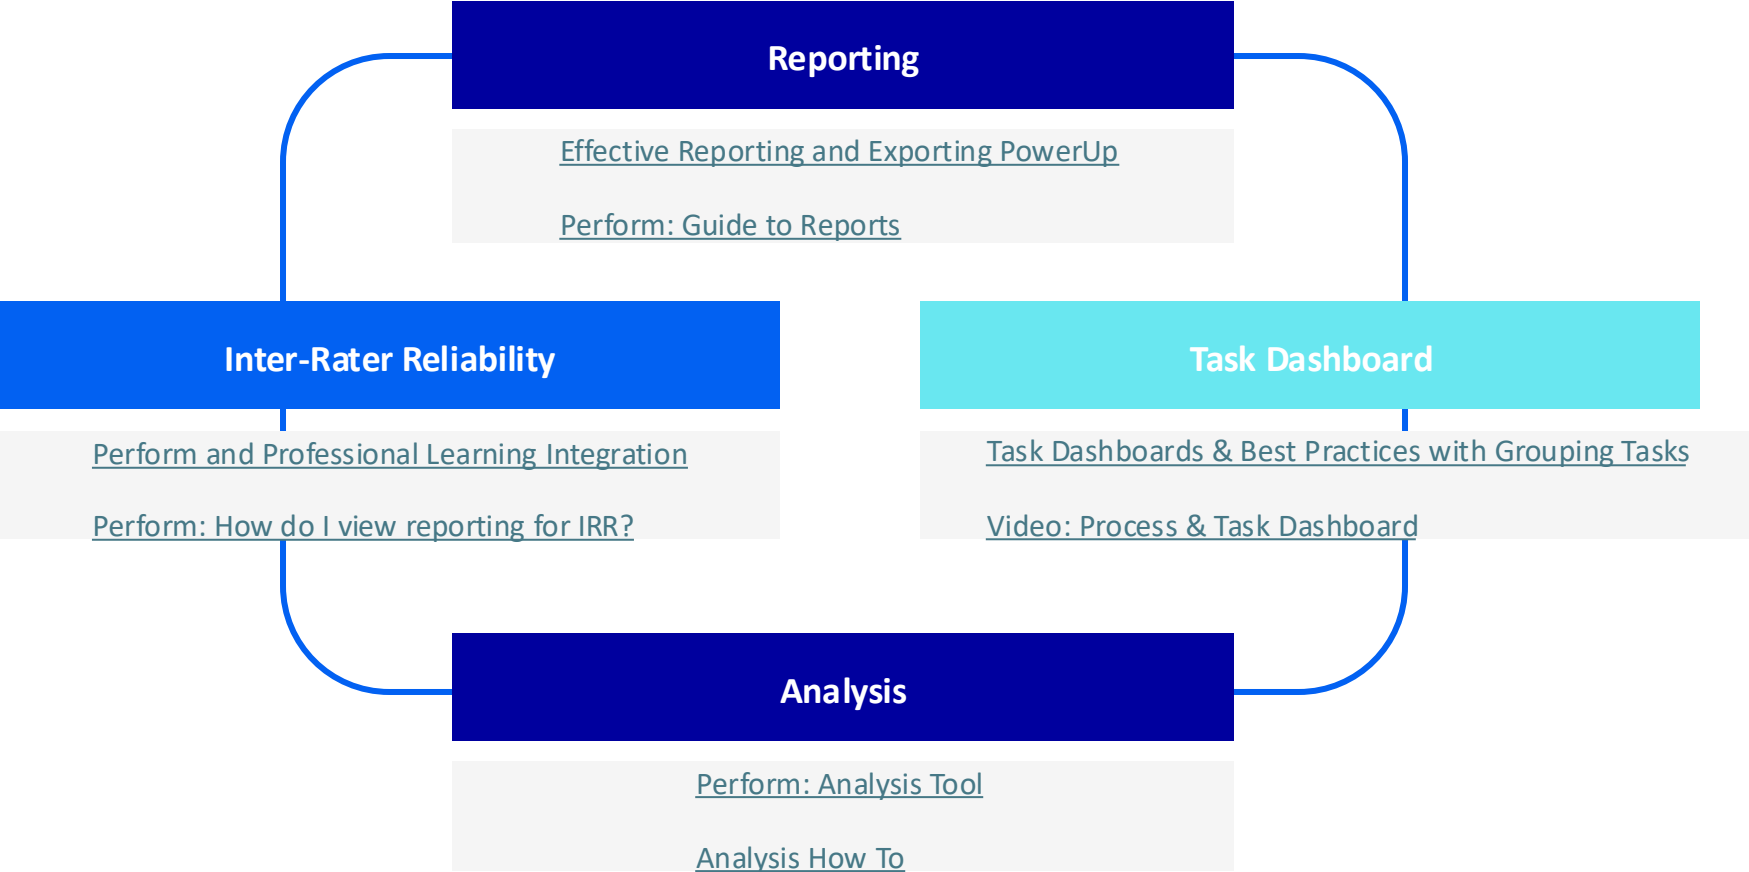 Reporting
Effective Reporting and Exporting PowerUp
Perform: Guide to Reports
Inter-Rater Reliability
Perform and Professional Learning Integration
Perform: How do I view reporting for IRR?
Task Dashboard
Task Dashboards & Best Practices with Grouping Tasks
Video: Process & Task Dashboard
Analysis
Perform: Analysis Tool
Analysis How To